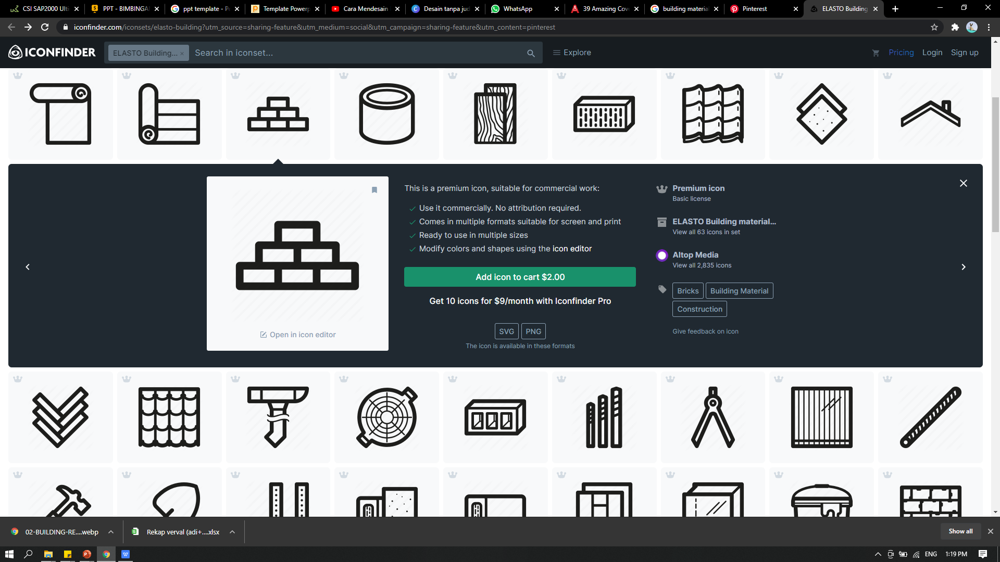 CSI SAP2000 Ulti
PPT - BIMBINGA
ppt template - Pe
Template Powerp
Cara Mendesain
Desain tanpa jud
WhatsApp
39 Amazing Cov
building materia
Pinterest
ELASTO Building
iconfinder.com/iconsets/elasto-building?utm_source=sharing-feature&utm_medium=social&utm_campaign=sharing-feature&utm_content=pinterest
ICONFINDER
ELASTO Building... ×
Search in iconset...
Explore
Pricing
Login
Sign up
This is a premium icon, suitable for commercial work:
Use it commercially. No attribution required.
Comes in multiple formats suitable for screen and print
Ready to use in multiple sizes
Modify colors and shapes using the icon editor
Add icon to cart $2.00
Get 10 icons for $9/month with Iconfinder Pro
SVG
PNG
The icon is available in these formats
Open in icon editor
Premium icon
Basic license
ELASTO Building material...
View all 63 icons in set
Altop Media
View all 2,835 icons
Bricks
Building Material
Construction
Give feedback on icon
02-BUILDING-RE....webp
Rekap verval (adi+....xlsx
Show all
ENG
1:19 PM